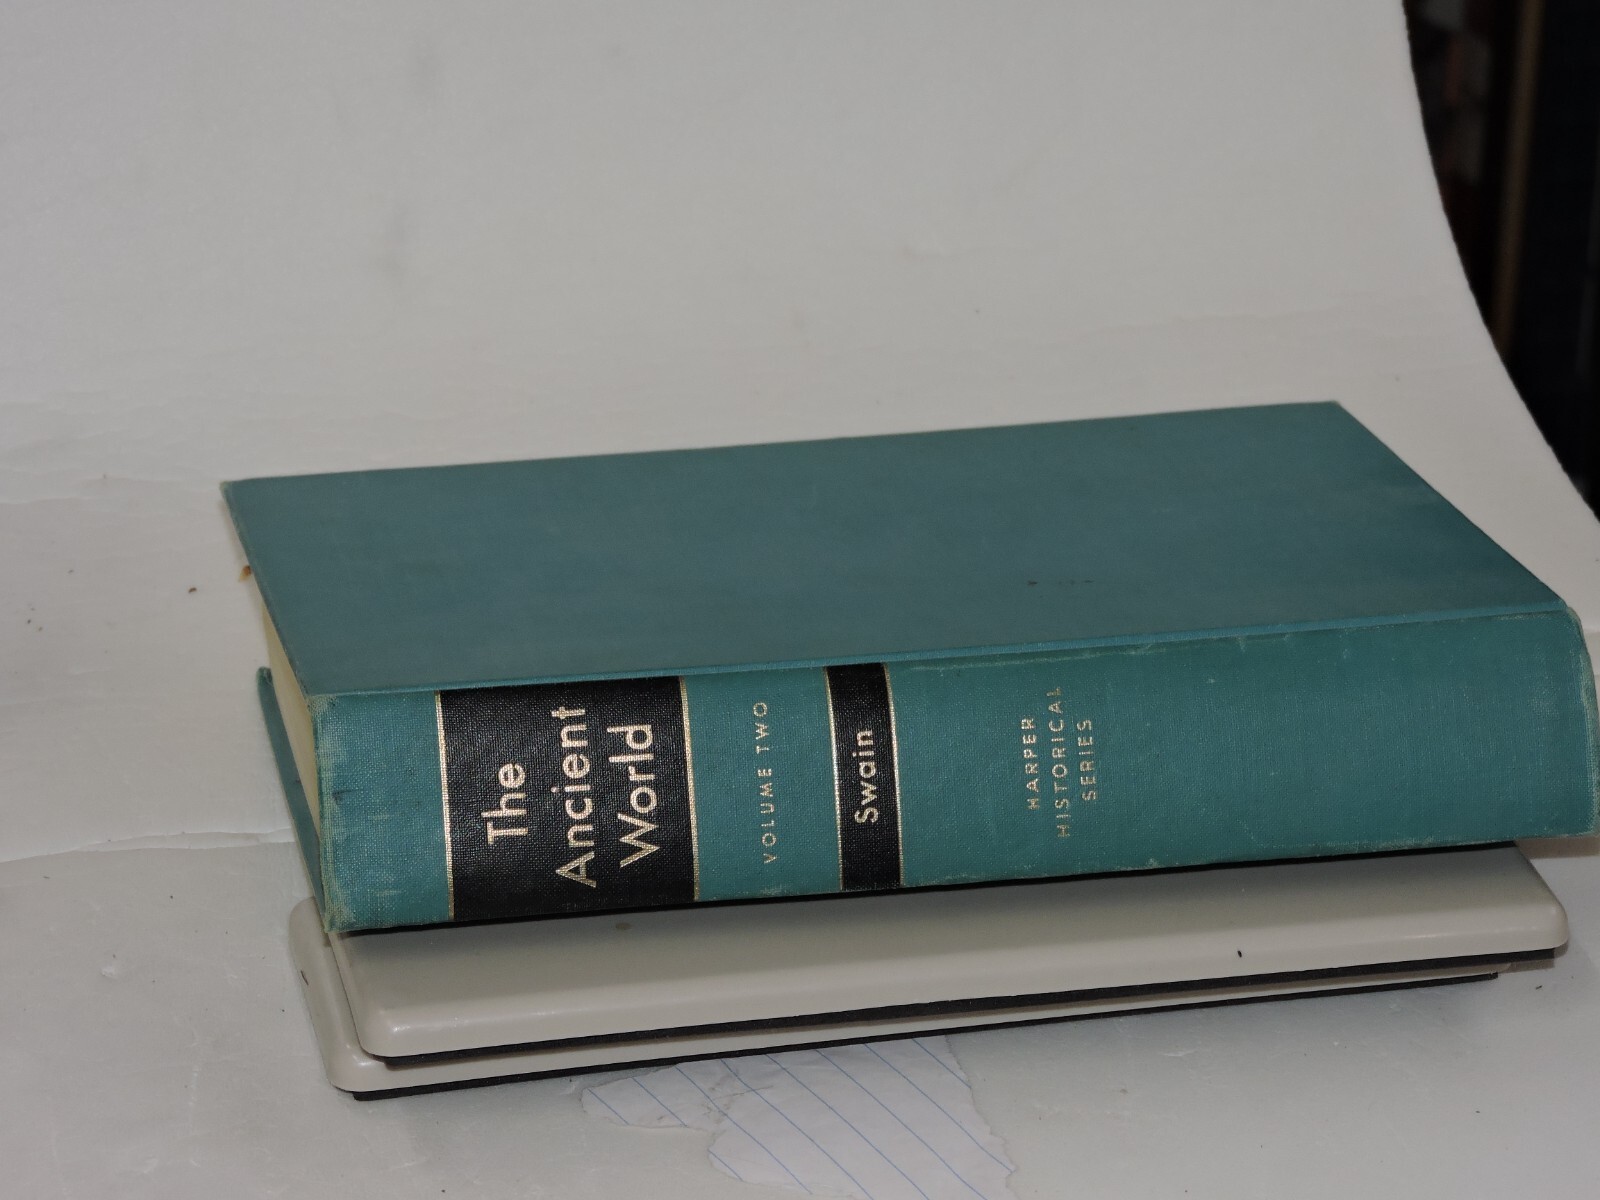 The
Ancient
World
VOLUME TWO
Swain
HARPER
HISTORICAL
SERIES